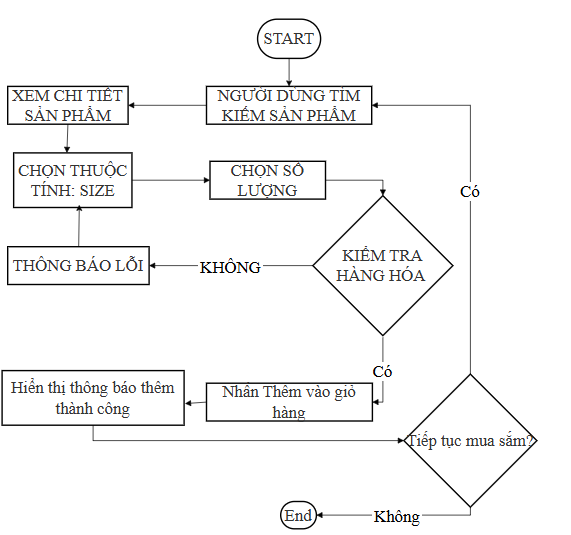 START
NGƯỜI DÙNG TÌM
KIẾM SẢN PHẨM
XEM CHI TIẾT
SẢN PHẨM
CHỌN THUỘC
TÍNH: SIZE
CHỌN SỐ
LƯỢNG
Có
KIỂM TRA
HÀNG HÓA
KHÔNG
THÔNG BÁO LỖI
Có
Hiển thị thông báo thêm
thành công
Nhấn Thêm vào giỏ
hàng
Tiếp tục mua sắm?
Không
End